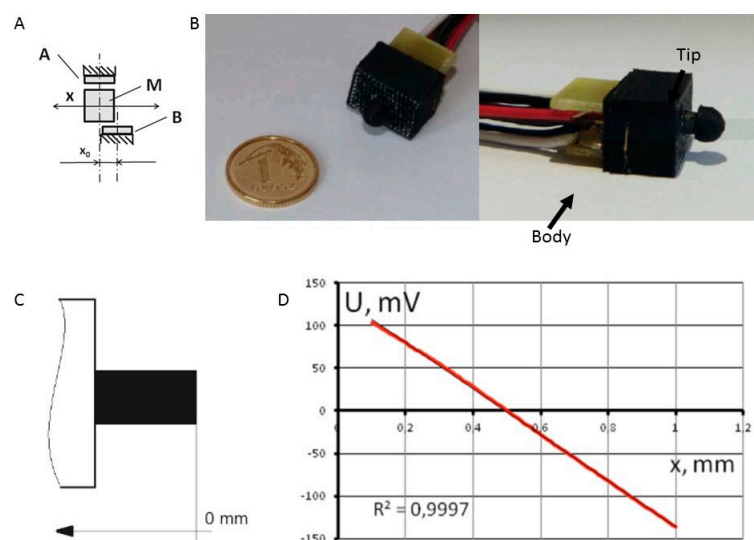 A
B
A
M
X
B
x₀
Tip
Body
1
C
0 mm
D
U, mV
150
100
50
0
-50
-100
-150
0
0,2
0,4
0,6
0,8
1
1,2
x, mm
R² = 0,9997